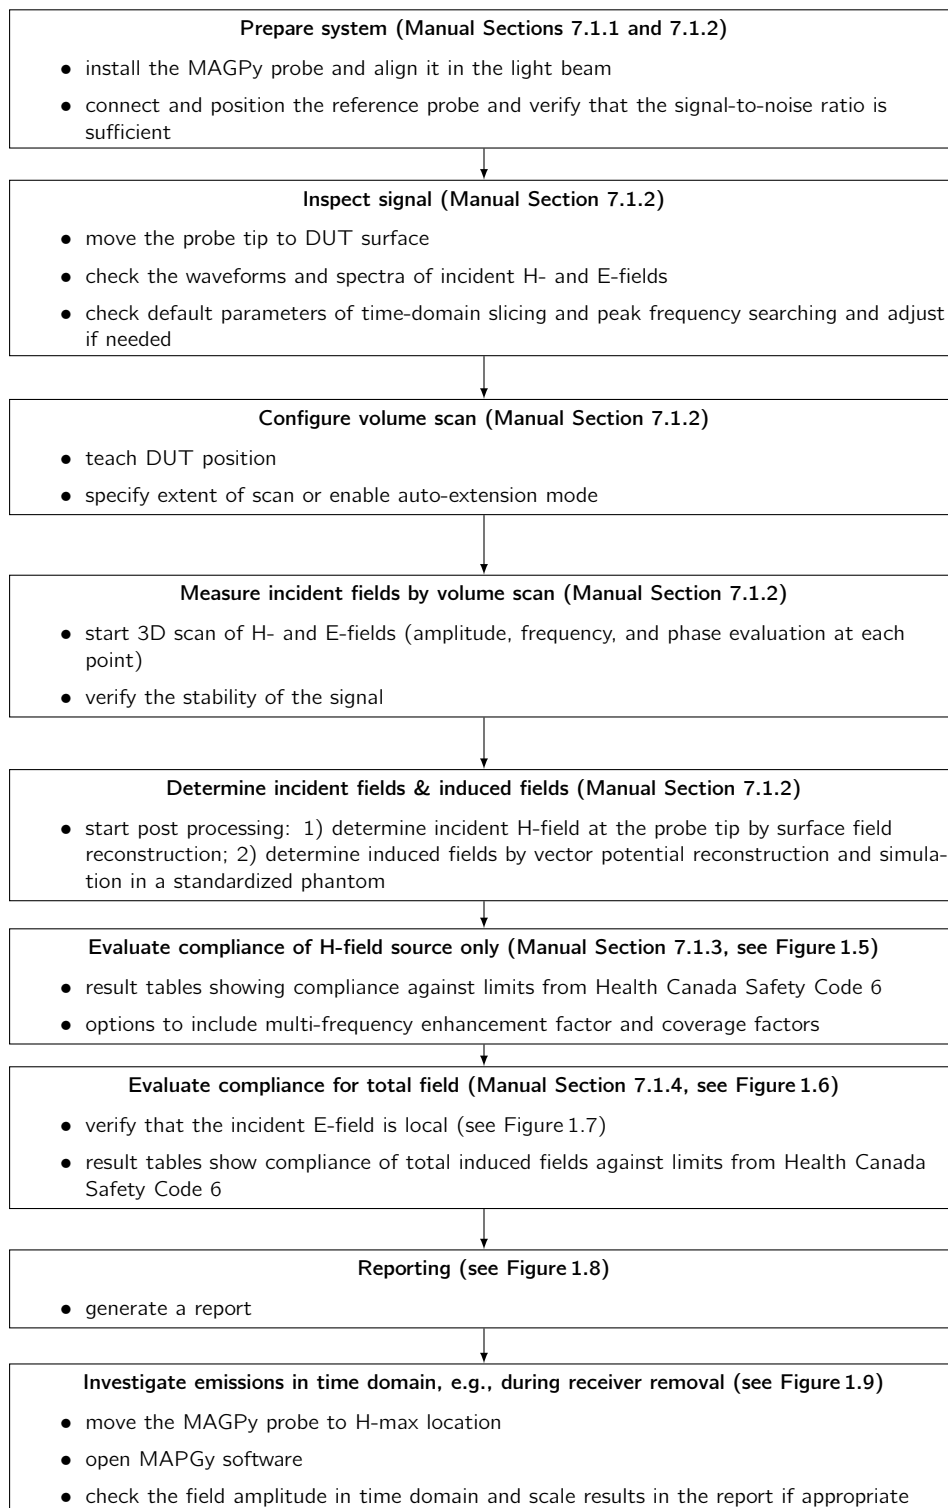 Prepare system (Manual Sections 7.1.1 and 7.1.2)
• install the MAGPy probe and align it in the light beam
• connect and position the reference probe and verify that the signal-to-noise ratio is
sufficient
Inspect signal (Manual Section 7.1.2)
• move the probe tip to DUT surface
• check the waveforms and spectra of incident H- and E-fields
• check default parameters of time-domain slicing and peak frequency searching and adjust
if needed
Configure volume scan (Manual Section 7.1.2)
• teach DUT position
• specify extent of scan or enable auto-extension mode
Measure incident fields by volume scan (Manual Section 7.1.2)
• start 3D scan of H- and E-fields (amplitude, frequency, and phase evaluation at each
point)
• verify the stability of the signal
Determine incident fields & induced fields (Manual Section 7.1.2)
• start post processing: 1) determine incident H-field at the probe tip by surface field
reconstruction; 2) determine induced fields by vector potential reconstruction and simula-
tion in a standardized phantom
Evaluate compliance of H-field source only (Manual Section 7.1.3, see Figure 1.5)
• result tables showing compliance against limits from Health Canada Safety Code 6
• options to include multi-frequency enhancement factor and coverage factors
Evaluate compliance for total field (Manual Section 7.1.4, see Figure 1.6)
• verify that the incident E-field is local (see Figure 1.7)
• result tables show compliance of total induced fields against limits from Health Canada
Safety Code 6
Reporting (see Figure 1.8)
• generate a report
Investigate emissions in time domain, e.g., during receiver removal (see Figure 1.9)
• move the MAGPy probe to H-max location
• open MAPGy software
• check the field amplitude in time domain and scale results in the report if appropriate